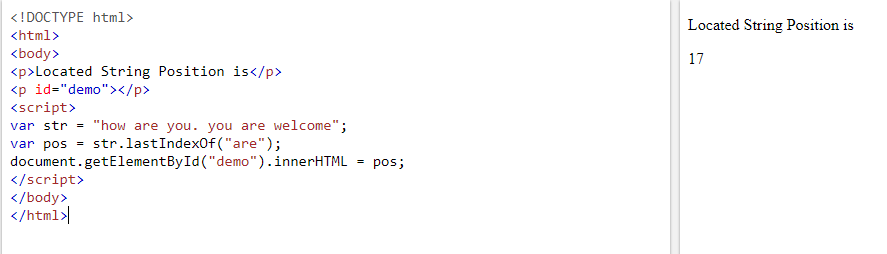 <!DOCTYPE html>
<html>
<body>
<p>Located String Position is</p>
<p id="demo"></p>
<script>
var str = "how are you. you are welcome";
var pos = str.lastIndexOf("are");
document.getElementById("demo").innerHTML = pos;
</script>
</body>
</html>
Located String Position is
17